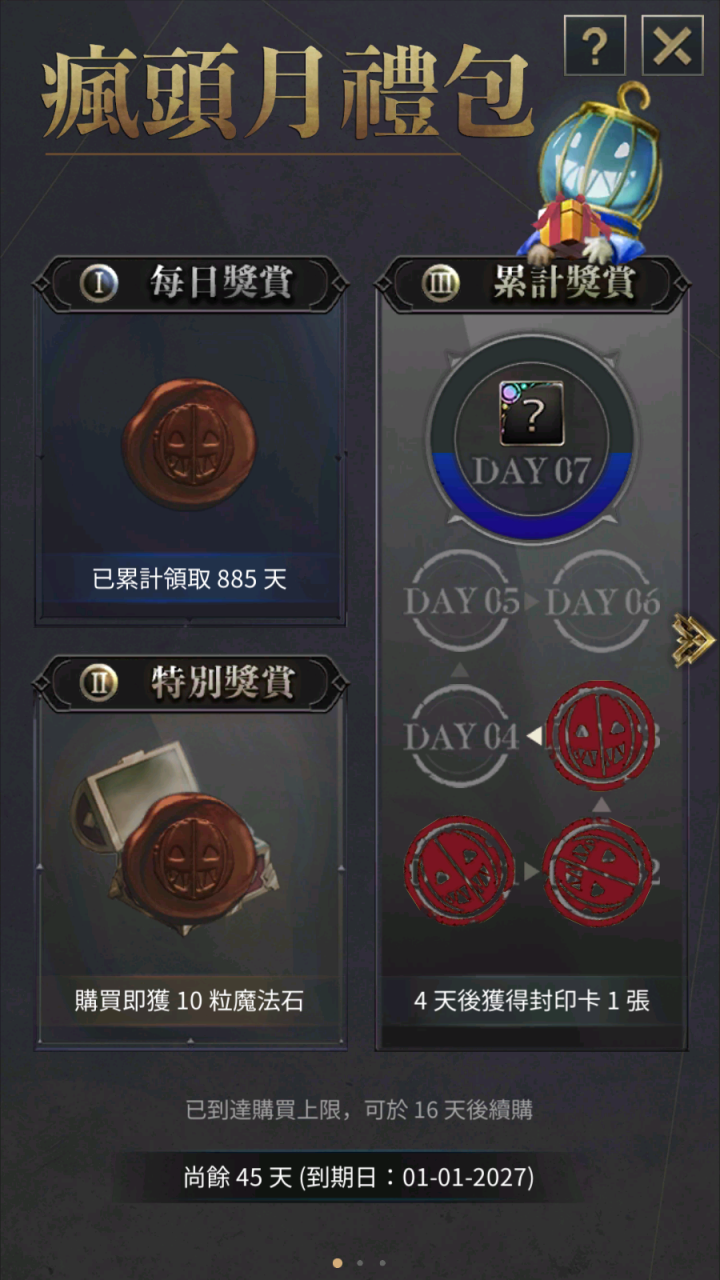 瘋頭月禮包
?
I 每日獎賞
已累計領取 885 天
II 特別獎賞
購買即獲 10 粒魔法石
III 累計獎賞
?
DAY 07
DAY 05
DAY 06
DAY 04
4 天後獲得封印卡 1 張
已到達購買上限，可於 16 天後續購
尚餘 45 天 (到期日：01-01-2027)